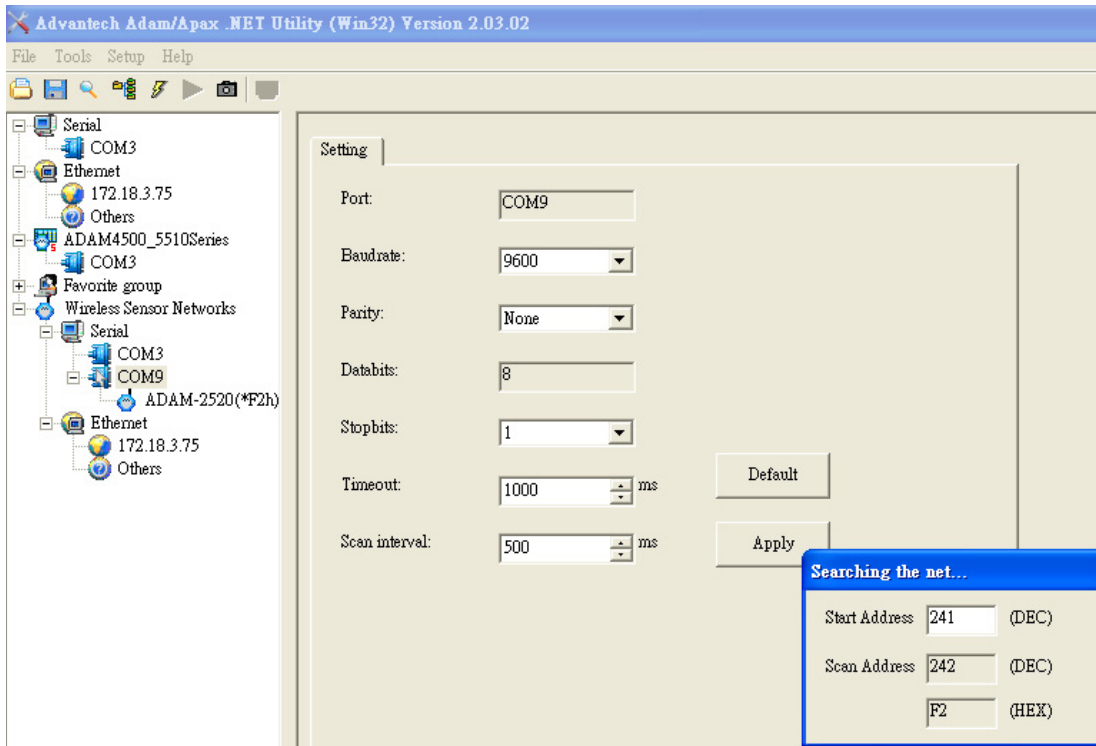 Advantech Adam/Apax .NET Utility (Win32) Version 2.03.02
File Tools Setup Help
Serial
COM3
Ethernet
172.18.3.75
Others
ADAM4500_5510Series
COM3
Favorite group
Wireless Sensor Networks
Serial
COM3
COM9
ADAM-2520(*F2h)
Ethernet
172.18.3.75
Others
Setting
Port: COM9
Baudrate: 9600
Parity: None
Databits: 8
Stopbits: 1
Timeout: 1000 ms
Default
Scan interval: 500 ms
Apply
Searching the net...
Start Address 241 (DEC)
Scan Address 242 (DEC)
F2 (HEX)